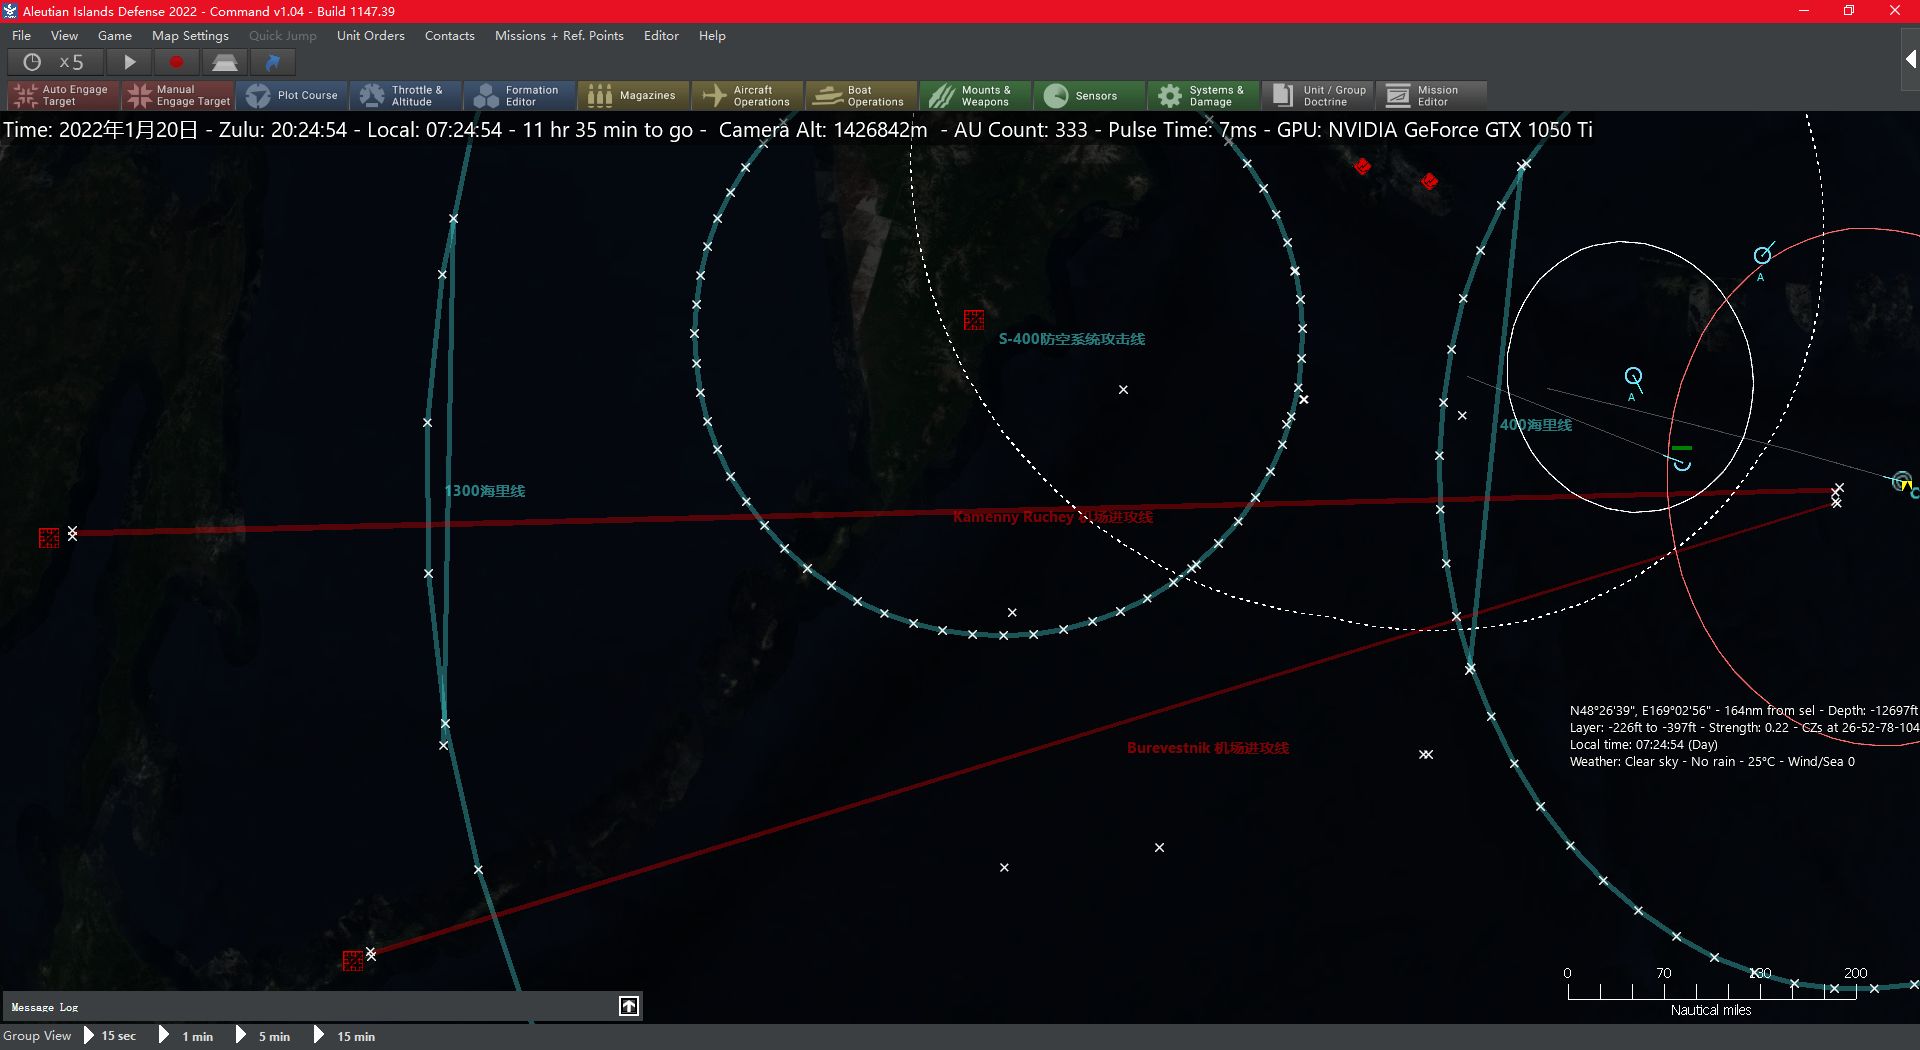 Aleutian Islands Defense 2022 - Command v1.04 - Build 1147.39
File View Game Map Settings Quick Jump Unit Orders Contacts Missions + Ref. Points Editor Help
x5
Auto Engage Target
Manual Engage Target
Plot Course
Throttle & Altitude
Formation Editor
Magazines
Aircraft Operations
Boat Operations
Mounts & Weapons
Sensors
Systems & Damage
Unit / Group Doctrine
Mission Editor
Time: 2022年1月20日 - Zulu: 20:24:54 - Local: 07:24:54 - 11 hr 35 min to go - Camera Alt: 1426842m - AU Count: 333 - Pulse Time: 7ms - GPU: NVIDIA GeForce GTX 1050 Ti
A
S-400防空系统攻击线
A
400海里线
1300海里线
Kamenny Ruchey 机场进攻线
N48°26'39", E169°02'56" - 164nm from sel - Depth: -12697ft
Layer: -226ft to -397ft - Strength: 0.22 - CZs at 26-52-78-104
Local time: 07:24:54 (Day)
Weather: Clear sky - No rain - 25°C - Wind/Sea 0
Burevestnik 机场进攻线
0 70 130 200
Nautical miles
Message Log
Group View 15 sec 1 min 5 min 15 min